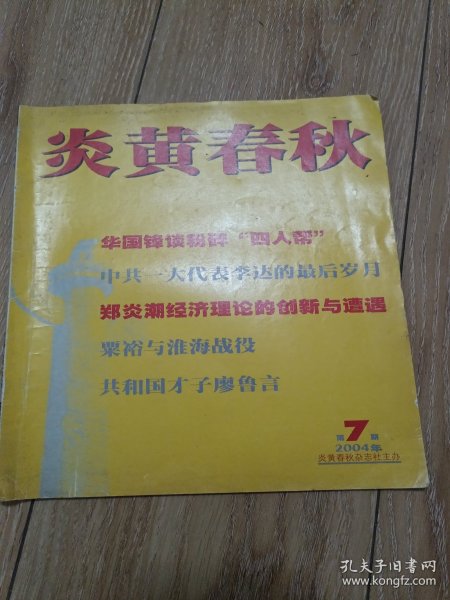 炎黄春秋
华国锋谈粉碎“四人帮”
中共一大代表李达的最后岁月
郑炎潮经济理论的创新与遭遇
粟裕与淮海战役
共和国才子廖鲁言
第7期
2004年
炎黄春秋杂志社主办
孔夫子旧书网
www.kongfz.com